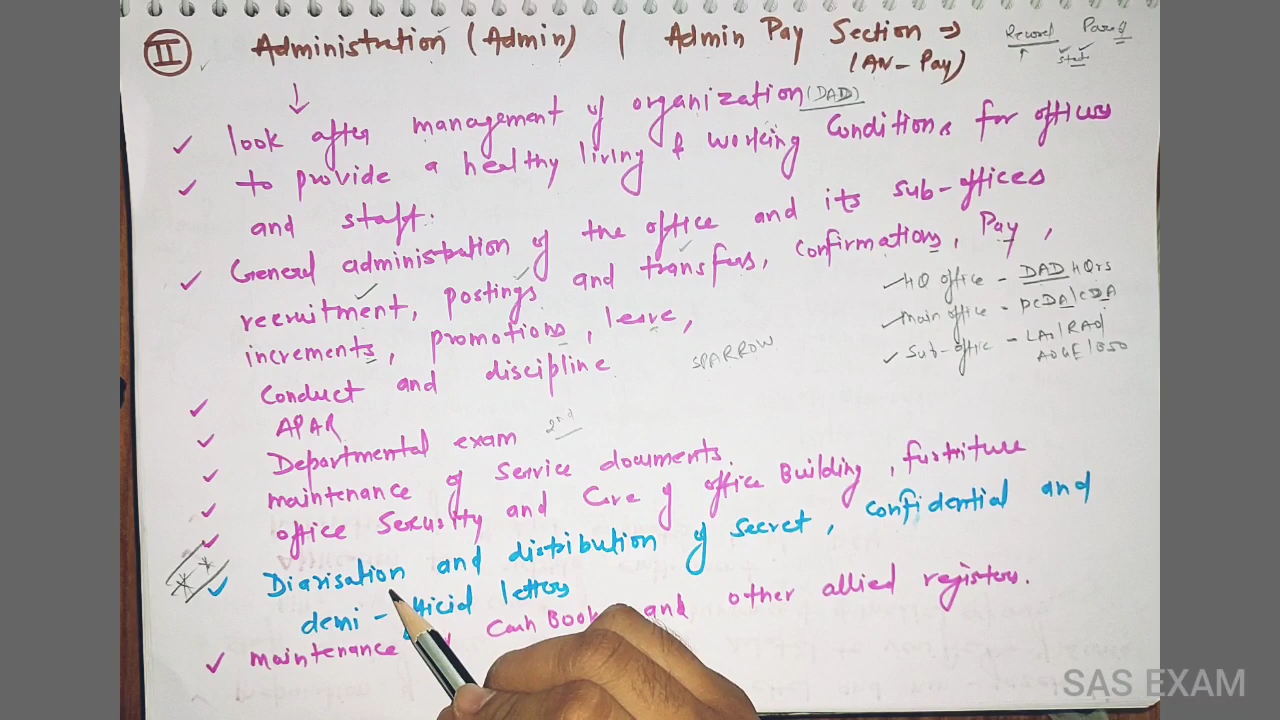 II Administration (Admin) | Admin Pay Section ⇒
(AN-Pay)
Record
start
↓
✓ look after management of organization (DAD)
✓ to provide a healthy living & working Conditions for officers
and staff.
✓ General administration of the office and its sub-offices
recruitment, postings and transfers, confirmations, Pay,
increments, promotions, leave,
✓ HQ office - DAD HQrs
✓ main office - PCDA/CDA
✓ Sub-office - LAO/RAO/
AOGE/BSO
✓ Conduct and discipline
SPARROW
✓ APAR
✓ Departmental exam 2nd
✓ maintenance of Service documents.
✓ office Security and Care of office Building, furniture
** ✓ Diarisation and distribution of secret, confidential and
demi-official letters
✓ maintenance Cash Book and other allied registers.
SAS EXAM